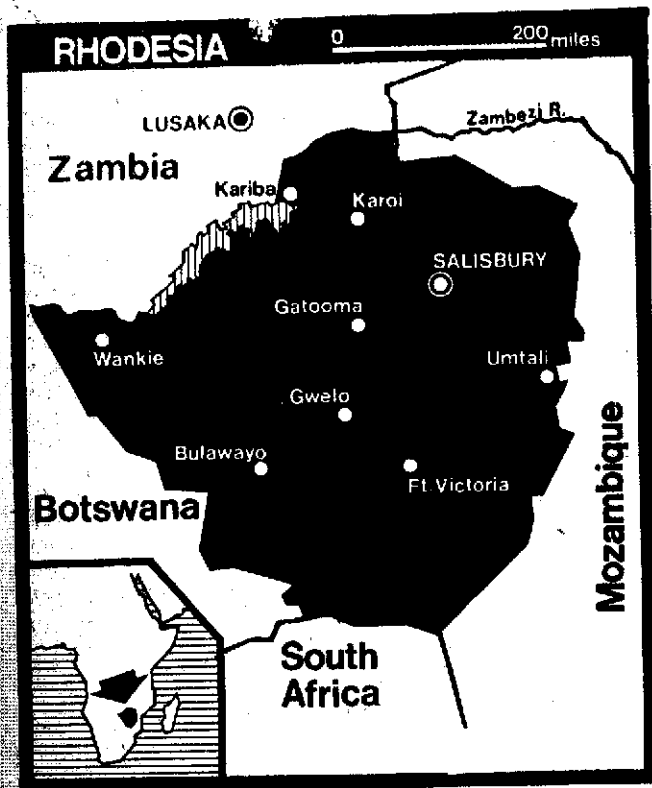 RHODESIA
0 200 miles
LUSAKA
Zambezi R.
Zambia
Kariba
Karoi
SALISBURY
Gatooma
Wankie
Umtali
Gwelo
Bulawayo
Ft. Victoria
Botswana
Mozambique
South
Africa